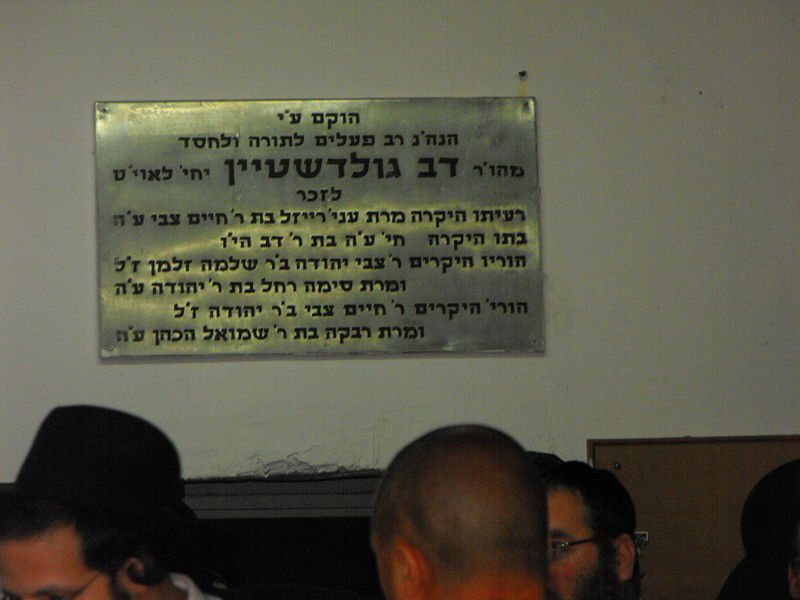 הוקם ע"י
הנה"נ רב פעלים לתורה ולחסד
מהו"ר דב גולדשטיין יחי' לאוי"ט
לזכר
רעיתו היקרה מרת עני' רייזל בת ר' חיים צבי ע"ה
בתו היקרה חי' ע"ה בת ר' דב הי"ו
הוריו היקרים ר' צבי יהודה ב"ר שלמה זלמן ז"ל
ומרת סימה רחל בת ר' יהודה ע"ה
הורי' היקרים ר' חיים צבי ב"ר יהודה ז"ל
ומרת רבקה בת ר' שמואל הכהן ע"ה